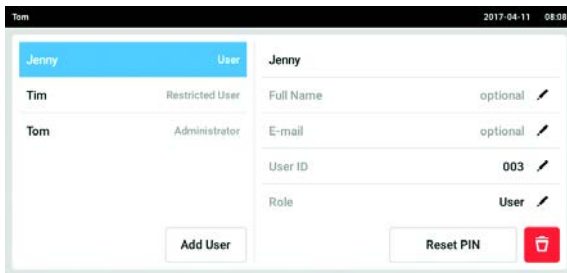 Tom 2017-04-11 08:08
Jenny User
Tim Restricted User
Tom Administrator
Add User
Jenny
Full Name optional
E-mail optional
User ID 003
Role User
Reset PIN